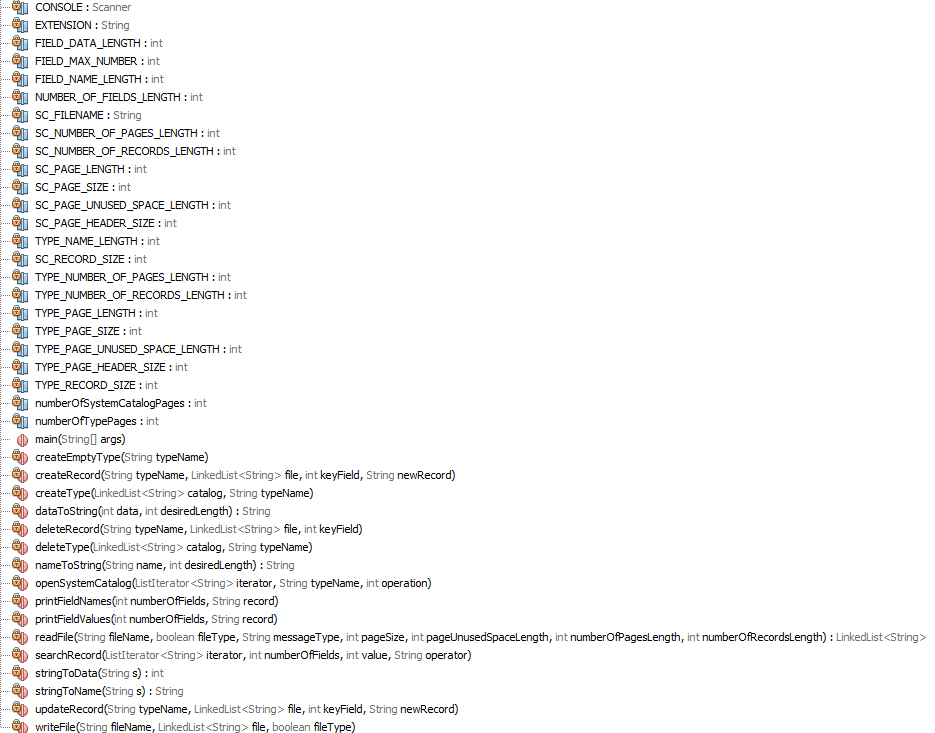 CONSOLE : Scanner
EXTENSION : String
FIELD_DATA_LENGTH : int
FIELD_MAX_NUMBER : int
FIELD_NAME_LENGTH : int
NUMBER_OF_FIELDS_LENGTH : int
SC_FILENAME : String
SC_NUMBER_OF_PAGES_LENGTH : int
SC_NUMBER_OF_RECORDS_LENGTH : int
SC_PAGE_LENGTH : int
SC_PAGE_SIZE : int
SC_PAGE_UNUSED_SPACE_LENGTH : int
SC_PAGE_HEADER_SIZE : int
TYPE_NAME_LENGTH : int
SC_RECORD_SIZE : int
TYPE_NUMBER_OF_PAGES_LENGTH : int
TYPE_NUMBER_OF_RECORDS_LENGTH : int
TYPE_PAGE_LENGTH : int
TYPE_PAGE_SIZE : int
TYPE_PAGE_UNUSED_SPACE_LENGTH : int
TYPE_PAGE_HEADER_SIZE : int
TYPE_RECORD_SIZE : int
numberOfSystemCatalogPages : int
numberOfTypePages : int
main(String[] args)
createEmptyType(String typeName)
createRecord(String typeName, LinkedList<String> file, int keyField, String newRecord)
createType(LinkedList<String> catalog, String typeName)
dataToString(int data, int desiredLength) : String
deleteRecord(String typeName, LinkedList<String> file, int keyField)
deleteType(LinkedList<String> catalog, String typeName)
nameToString(String name, int desiredLength) : String
openSystemCatalog(ListIterator<String> iterator, String typeName, int operation)
printFieldNames(int numberOfFields, String record)
printFieldValues(int numberOfFields, String record)
readFile(String fileName, boolean fileType, String messageType, int pageSize, int pageUnusedSpaceLength, int numberOfPagesLength, int numberOfRecordsLength) : LinkedList<String>
searchRecord(ListIterator<String> iterator, int numberOfFields, int value, String operator)
stringToData(String s) : int
stringToName(String s) : String
updateRecord(String typeName, LinkedList<String> file, int keyField, String newRecord)
writeFile(String fileName, LinkedList<String> file, boolean fileType)